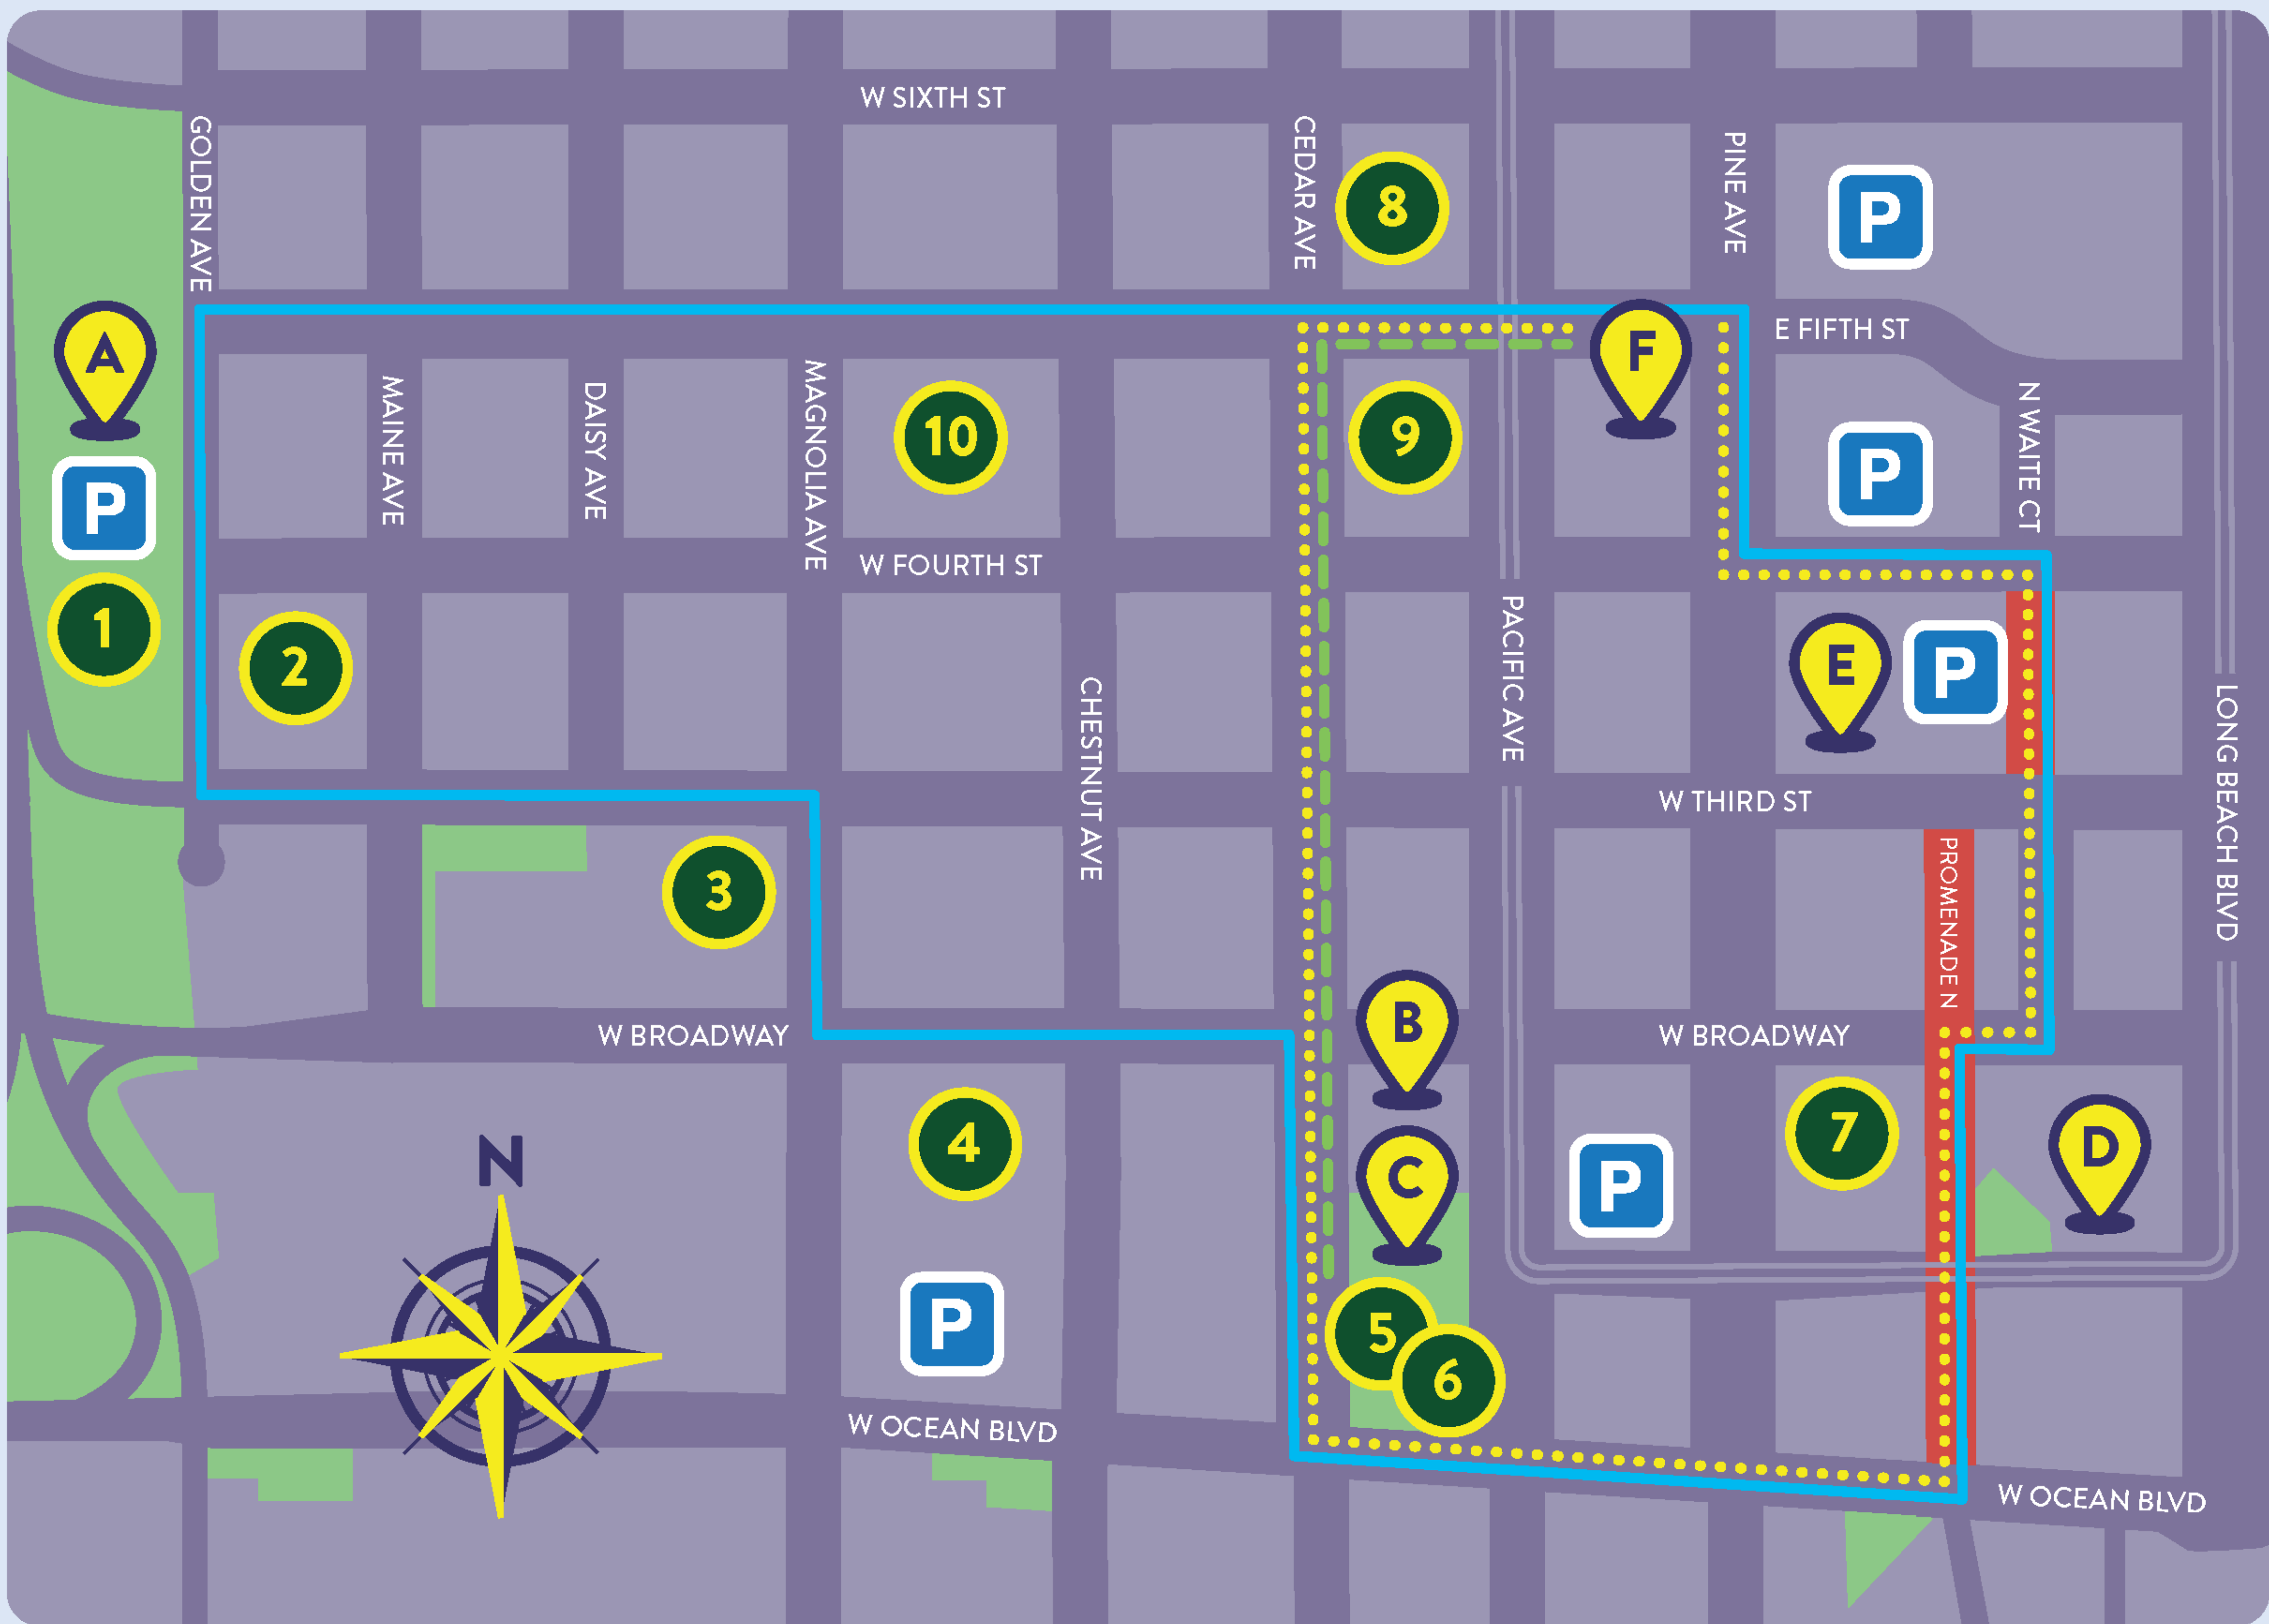 W SIXTH ST
GOLDEN AVE
CEDAR AVE
PINE AVE
8
P
A
F
E FIFTH ST
MAINE AVE
DAISY AVE
MAGNOLIA AVE
10
9
P
N WAITE CT
P
W FOURTH ST
1
2
CHESTNUT AVE
PACIFIC AVE
E
P
LONG BEACH BLVD
W THIRD ST
3
PROMENADE N
B
W BROADWAY
W BROADWAY
4
C
7
D
N
P
P
5
6
W OCEAN BLVD
W OCEAN BLVD